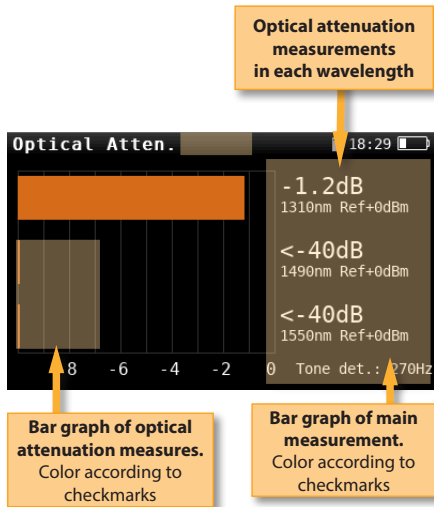 Optical attenuation
measurements
in each wavelength
Optical Atten.
18:29
-1.2dB
1310nm Ref+0dBm
<-40dB
1490nm Ref+0dBm
<-40dB
1550nm Ref+0dBm
8 -6 -4 -2 0
Tone det.: 270Hz
Bar graph of optical
attenuation measures.
Color according to
checkmarks
Bar graph of main
measurement.
Color according to
checkmarks